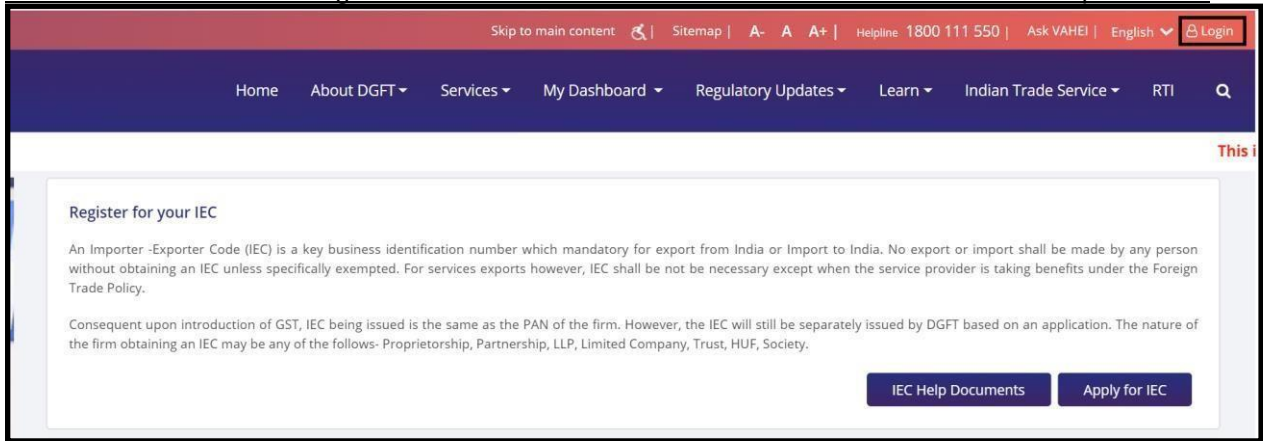 Skip to main content | Sitemap | A- A A+ | Helpline 1800 111 550 | Ask VAHEI | English Login
Home About DGFT Services My Dashboard Regulatory Updates Learn Indian Trade Service RTI
This i
Register for your IEC
An Importer -Exporter Code (IEC) is a key business identification number which mandatory for export from India or Import to India. No export or import shall be made by any person
without obtaining an IEC unless specifically exempted. For services exports however, IEC shall be not be necessary except when the service provider is taking benefits under the Foreign
Trade Policy.
Consequent upon introduction of GST, IEC being issued is the same as the PAN of the firm. However, the IEC will still be separately issued by DGFT based on an application. The nature of
the firm obtaining an IEC may be any of the follows- Proprietorship, Partnership, LLP, Limited Company, Trust, HUF, Society.
IEC Help Documents Apply for IEC